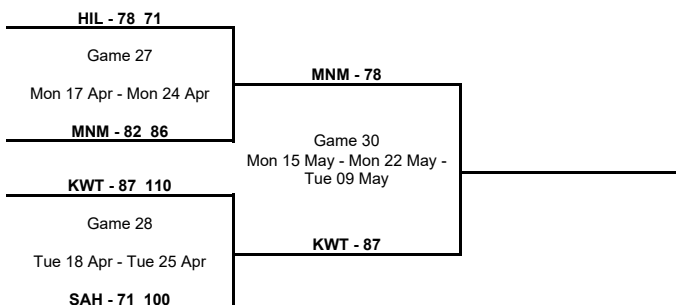 HIL - 78 71
Game 27
Mon 17 Apr - Mon 24 Apr
MNM - 82 86
MNM - 78
Game 30
Mon 15 May - Mon 22 May -
Tue 09 May
KWT - 87
KWT - 87 110
Game 28
Tue 18 Apr - Tue 25 Apr
SAH - 71 100